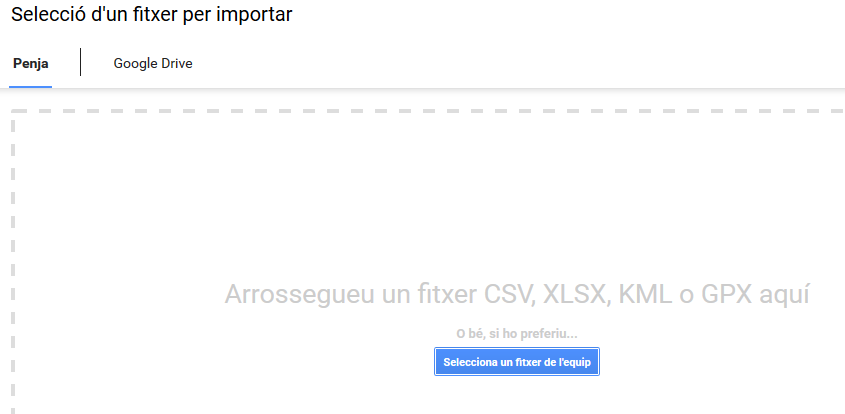 Selecció d'un fitxer per importar
Penja
Google Drive
Arrossegueu un fitxer CSV, XLSX, KML o GPX aquí
O bé, si ho preferiu...
Selecciona un fitxer de l'equip